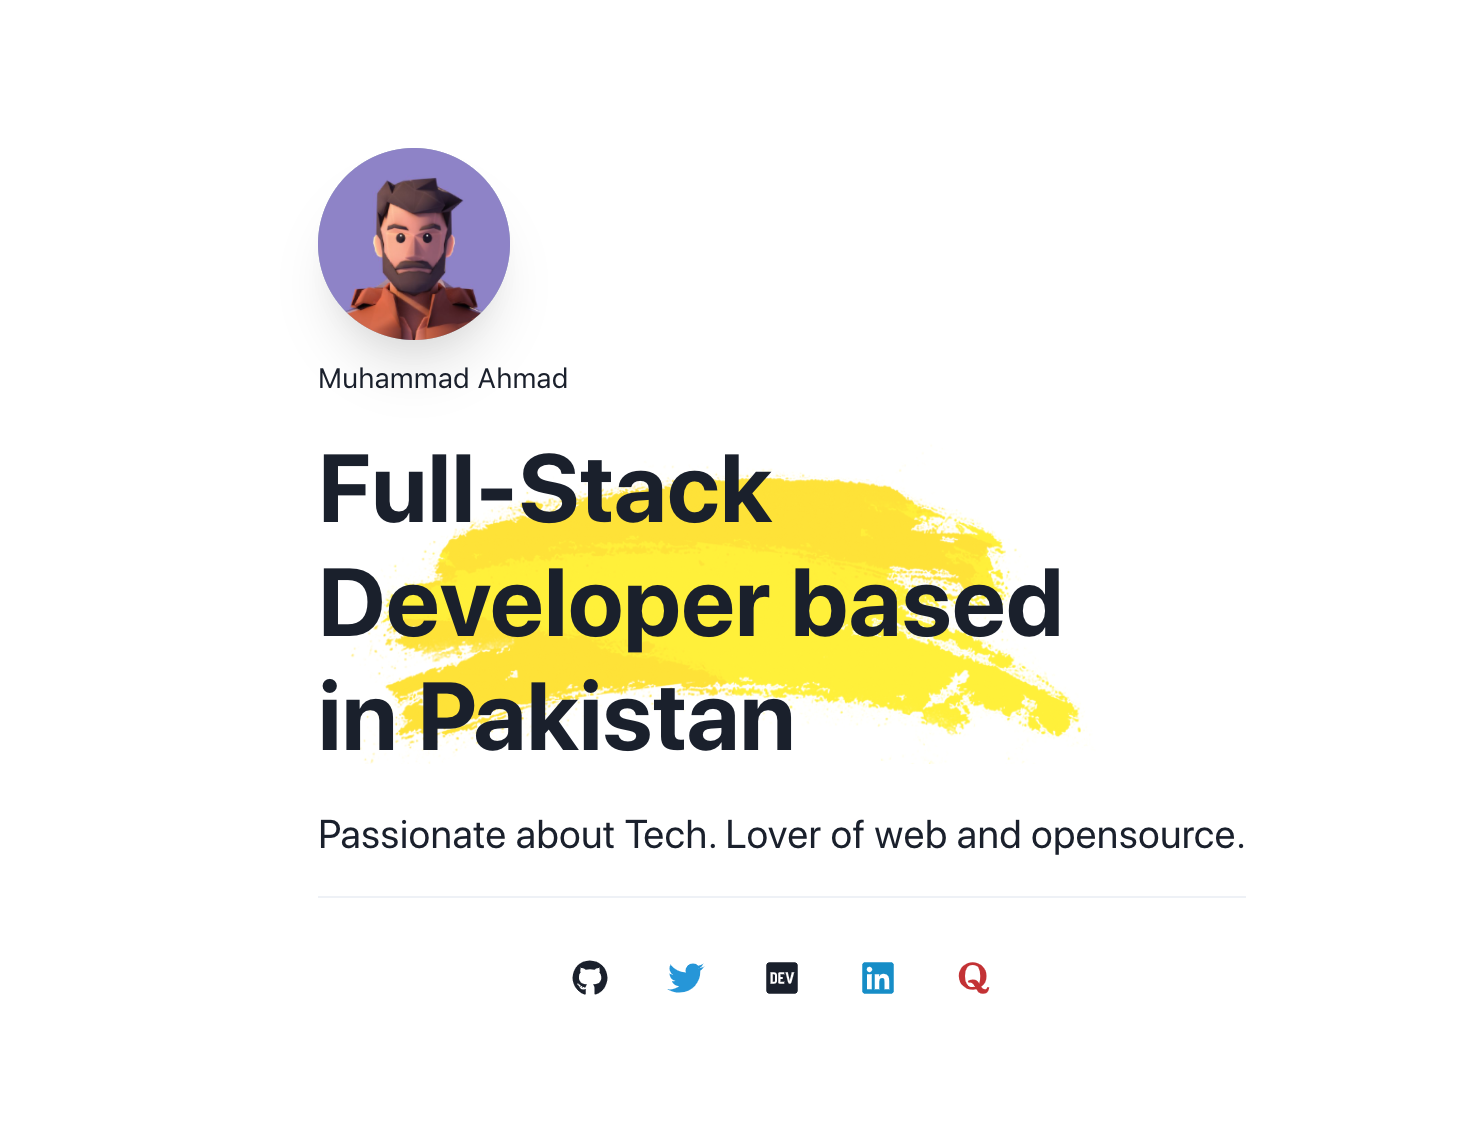 Muhammad Ahmad
Full-Stack
Developer based
in Pakistan
Passionate about Tech. Lover of web and opensource.
DEV
in
Q